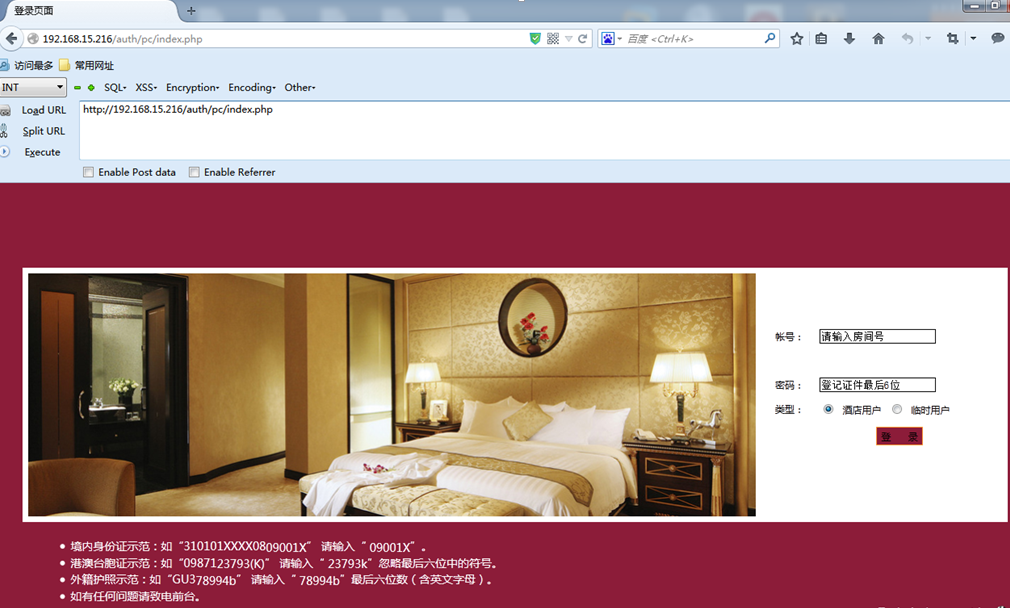 登录页面
192.168.15.216/auth/pc/index.php
百度 <Ctrl+K>
访问最多 常用网址
INT SQL XSS Encryption Encoding Other
Load URL http://192.168.15.216/auth/pc/index.php
Split URL
Execute
Enable Post data Enable Referrer
帐号： 请输入房间号
密码： 登记证件最后6位
类型： 酒店用户 临时用户
登 录
境内身份证示范：如“310101XXXX0809001X” 请输入“ 09001X”。
港澳台胞证示范：如“0987123793(K)” 请输入“ 23793k”忽略最后六位中的符号。
外籍护照示范：如“GU378994b” 请输入“ 78994b”最后六位数（含英文字母）。
如有任何问题请致电前台。